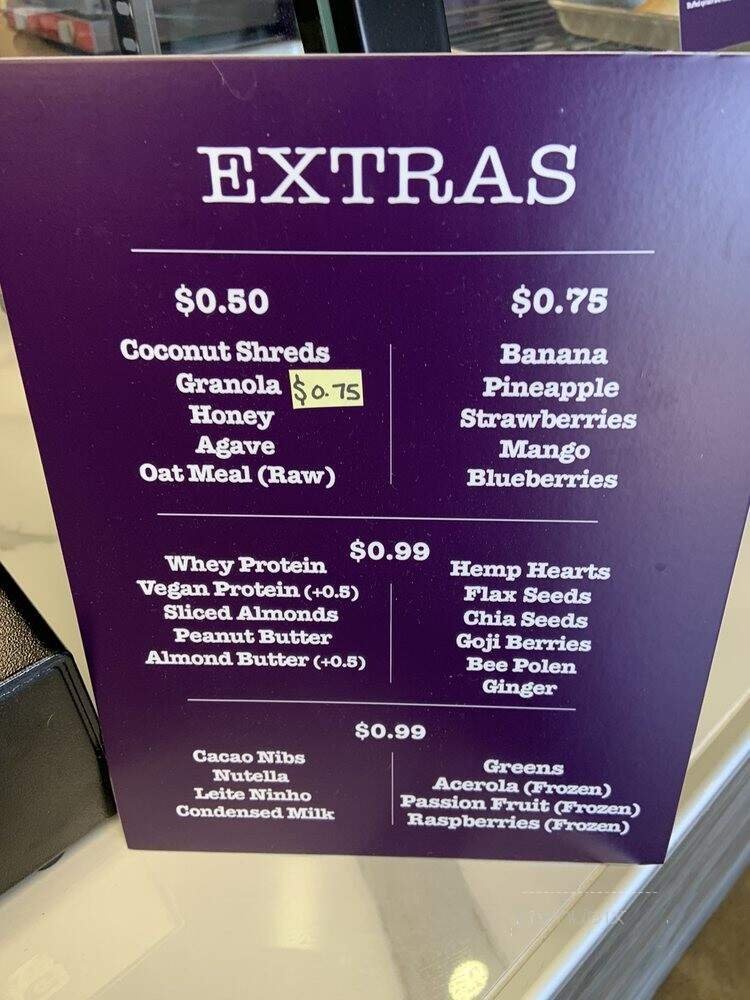 EXTRAS
$0.50
Coconut Shreds
Granola $0.75
Honey
Agave
Oat Meal (Raw)
$0.75
Banana
Pineapple
Strawberries
Mango
Blueberries
$0.99
Whey Protein
Vegan Protein (+0.5)
Sliced Almonds
Peanut Butter
Almond Butter (+0.5)
Hemp Hearts
Flax Seeds
Chia Seeds
Goji Berries
Bee Polen
Ginger
$0.99
Cacao Nibs
Nutella
Leite Ninho
Condensed Milk
Greens
Acerola (Frozen)
Passion Fruit (Frozen)
Raspberries (Frozen)